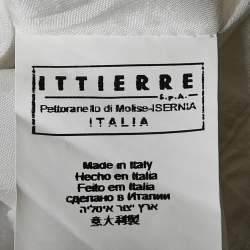 ITTIERRE
S.P.A.
Pettoranello di Molise-ISERNIA
ITALIA
Made in Italy
Hecho en Italia
Feito em Italia
сделано в Италии
ארץ יצור איטליה
意大利製